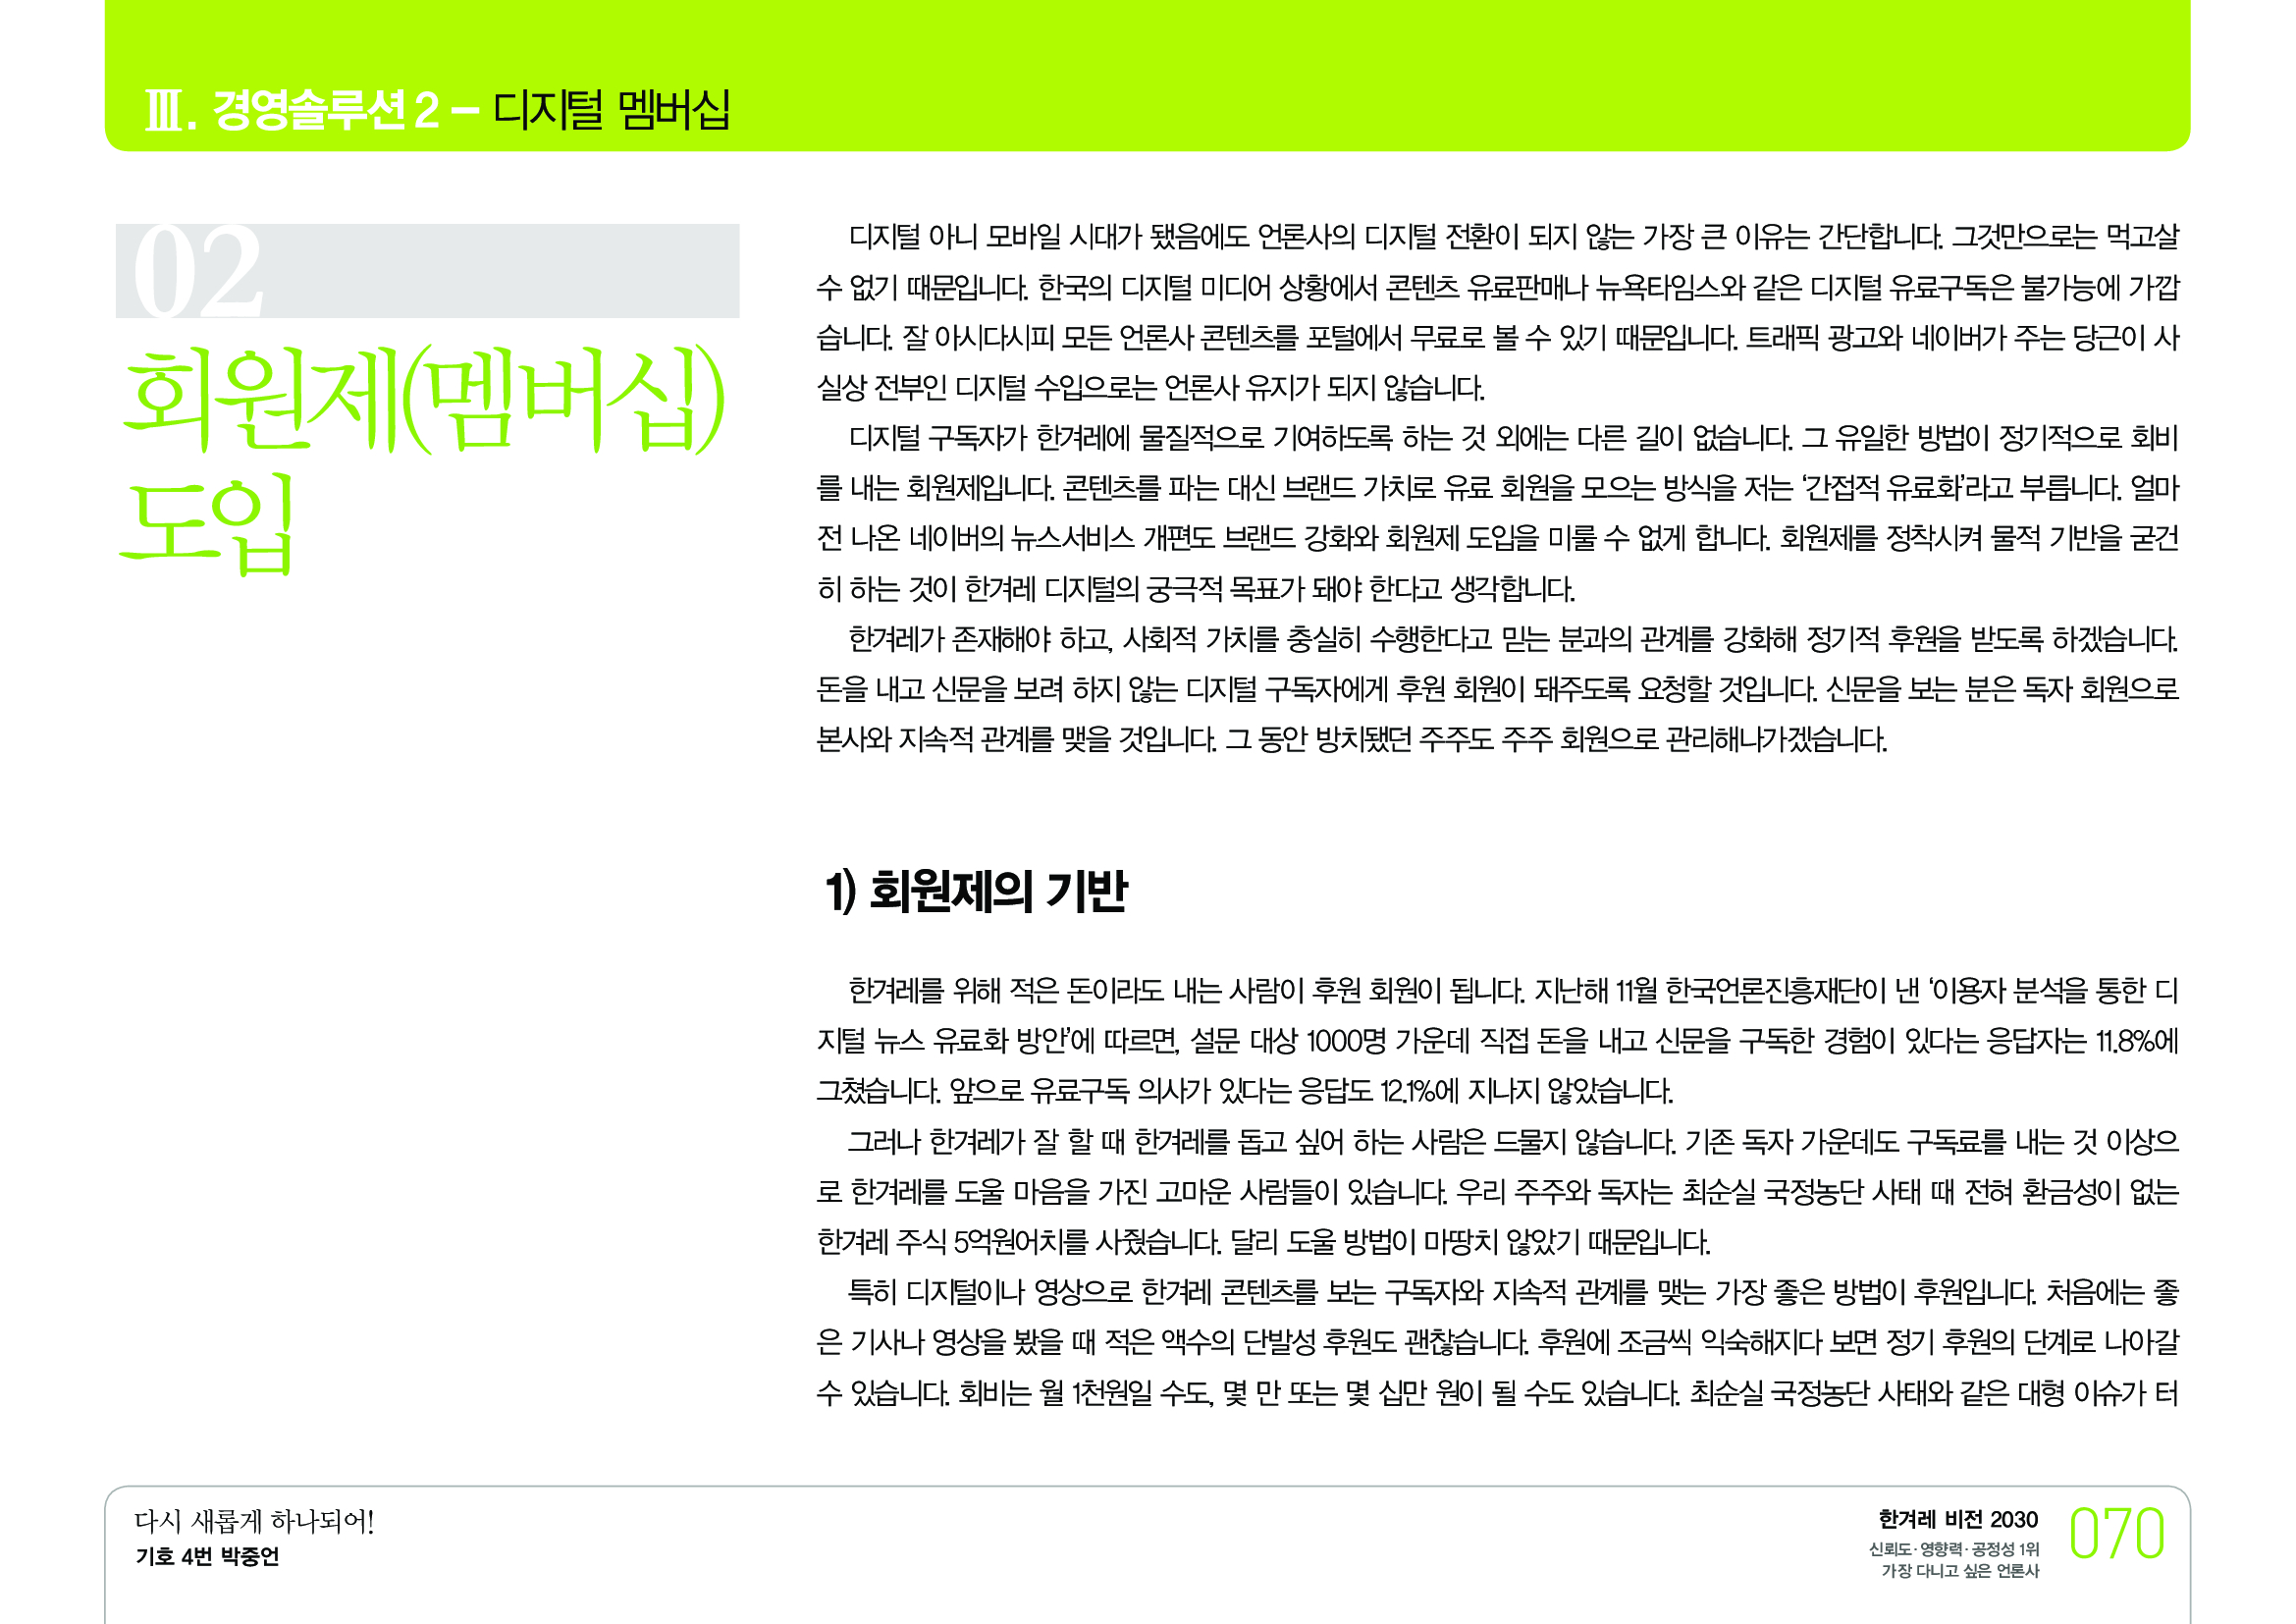 Ⅲ. 경영솔루션 2 – 디지털 멤버십
02
회원제(멤버십)
도입
디지털 아니 모바일 시대가 됐음에도 언론사의 디지털 전환이 되지 않는 가장 큰 이유는 간단합니다. 그것만으로는 먹고살
수 없기 때문입니다. 한국의 디지털 미디어 상황에서 콘텐츠 유료판매나 뉴욕타임스와 같은 디지털 유료구독은 불가능에 가깝
습니다. 잘 아시다시피 모든 언론사 콘텐츠를 포털에서 무료로 볼 수 있기 때문입니다. 트래픽 광고와 네이버가 주는 당근이 사
실상 전부인 디지털 수입으로는 언론사 유지가 되지 않습니다.
디지털 구독자가 한겨레에 물질적으로 기여하도록 하는 것 외에는 다른 길이 없습니다. 그 유일한 방법이 정기적으로 회비
를 내는 회원제입니다. 콘텐츠를 파는 대신 브랜드 가치로 유료 회원을 모으는 방식을 저는 ‘간접적 유료화’라고 부릅니다. 얼마
전 나온 네이버의 뉴스서비스 개편도 브랜드 강화와 회원제 도입을 미룰 수 없게 합니다. 회원제를 정착시켜 물적 기반을 굳건
히 하는 것이 한겨레 디지털의 궁극적 목표가 돼야 한다고 생각합니다.
한겨레가 존재해야 하고, 사회적 가치를 충실히 수행한다고 믿는 분과의 관계를 강화해 정기적 후원을 받도록 하겠습니다.
돈을 내고 신문을 보려 하지 않는 디지털 구독자에게 후원 회원이 돼주도록 요청할 것입니다. 신문을 보는 분은 독자 회원으로
본사와 지속적 관계를 맺을 것입니다. 그 동안 방치됐던 주주도 주주 회원으로 관리해나가겠습니다.
1) 회원제의 기반
한겨레를 위해 적은 돈이라도 내는 사람이 후원 회원이 됩니다. 지난해 11월 한국언론진흥재단이 낸 ‘이용자 분석을 통한 디
지털 뉴스 유료화 방안’에 따르면, 설문 대상 1000명 가운데 직접 돈을 내고 신문을 구독한 경험이 있다는 응답자는 11.8%에
그쳤습니다. 앞으로 유료구독 의사가 있다는 응답도 12.1%에 지나지 않았습니다.
그러나 한겨레가 잘 할 때 한겨레를 돕고 싶어 하는 사람은 드물지 않습니다. 기존 독자 가운데도 구독료를 내는 것 이상으
로 한겨레를 도울 마음을 가진 고마운 사람들이 있습니다. 우리 주주와 독자는 최순실 국정농단 사태 때 전혀 환금성이 없는
한겨레 주식 5억원어치를 사줬습니다. 달리 도울 방법이 마땅치 않았기 때문입니다.
특히 디지털이나 영상으로 한겨레 콘텐츠를 보는 구독자와 지속적 관계를 맺는 가장 좋은 방법이 후원입니다. 처음에는 좋
은 기사나 영상을 봤을 때 적은 액수의 단발성 후원도 괜찮습니다. 후원에 조금씩 익숙해지다 보면 정기 후원의 단계로 나아갈
수 있습니다. 회비는 월 1천원일 수도, 몇 만 또는 몇 십만 원이 될 수도 있습니다. 최순실 국정농단 사태와 같은 대형 이슈가 터
다시 새롭게 하나되어!
기호 4번 박중언
한겨레 비전 2030
신뢰도·영향력·공정성 1위
가장 다니고 싶은 언론사
070